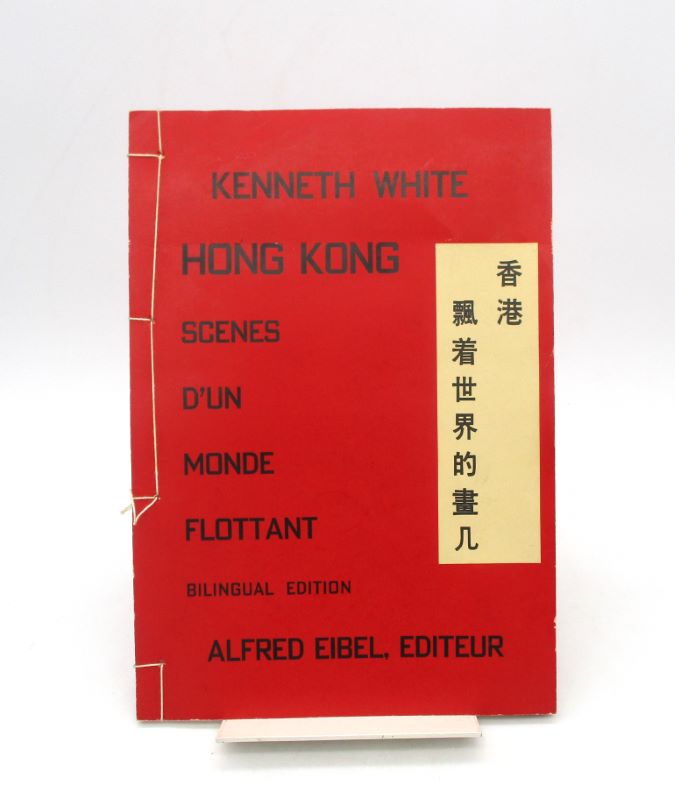 KENNETH WHITE
HONG KONG
SCENES
D'UN
MONDE
FLOTTANT
BILINGUAL EDITION
ALFRED EIBEL, EDITEUR
香港
飄着世界的畫几